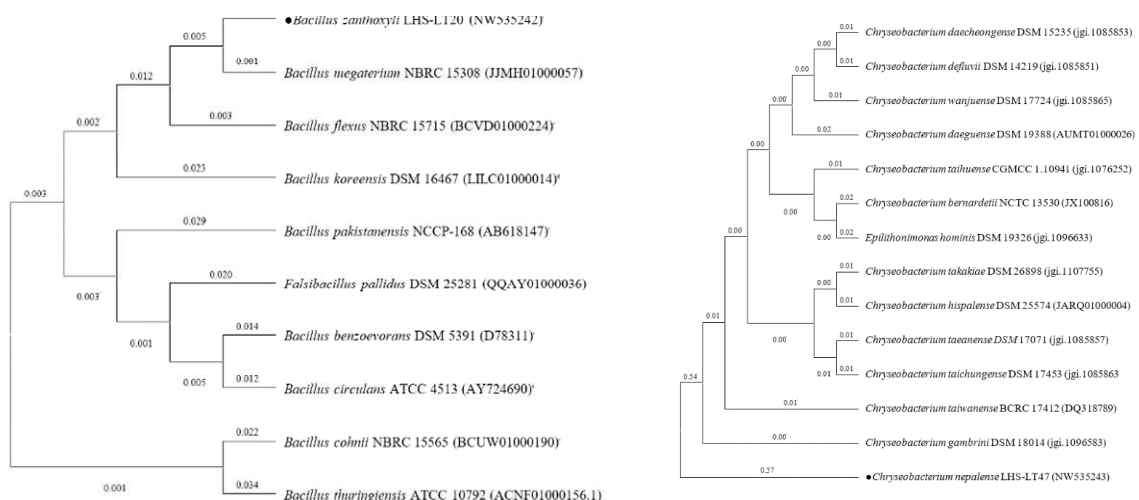 ●Bacillus zanthoxyli LHS-L120 (NW535242)
0.005
0.001
Bacillus megaterium NBRC 15308 (JJMH01000057)
0.012
0.003
Bacillus flexus NBRC 15715 (BCVD01000224)
0.002
0.023
Bacillus koreensis DSM 16467 (LILC01000014)
0.003
0.029
Bacillus pakistanensis NCCP-168 (AB618147)
0.003
0.020
Falsibacillus pallidus DSM 25281 (QQAY01000036)
0.001
0.014
Bacillus benzoevorans DSM 5391 (D78311)
0.005
0.012
Bacillus circulans ATCC 4513 (AY724690)
0.022
Bacillus cohnii NBRC 15565 (BCUW01000190)
0.001
0.034
Bacillus thuringiensis ATCC 10792 (ACNF01000156.1)
0.01
Chryseobacterium daecheongense DSM 15235 (jgi.1085853)
0.00
0.01
Chryseobacterium defluvii DSM 14219 (jgi.1085851)
0.00
0.01
Chryseobacterium wanjuense DSM 17724 (jgi.1085865)
0.00
0.02
Chryseobacterium daeguense DSM 19388 (AUMT01000026)
0.00
0.01
Chryseobacterium taihuense CGMCC 1.10941 (jgi.1076252)
0.00
0.02
Chryseobacterium bernardetii NCTC 13530 (JX100816)
0.00
0.02
Epilithonimonas hominis DSM 19326 (jgi.1096633)
0.00
0.01
Chryseobacterium takakiae DSM 26898 (jgi.1107755)
0.00
0.01
Chryseobacterium hispalense DSM 25574 (JARQ01000004)
0.00
0.01
Chryseobacterium taeanense DSM 17071 (jgi.1085857)
0.01
0.01
Chryseobacterium taichungense DSM 17453 (jgi.1085863
0.01
0.01
Chryseobacterium taiwanense BCRC 17412 (DQ318789)
0.54
0.00
Chryseobacterium gambrini DSM 18014 (jgi.1096583)
0.57
●Chryseobacterium nepalense LHS-LT47 (NW535243)